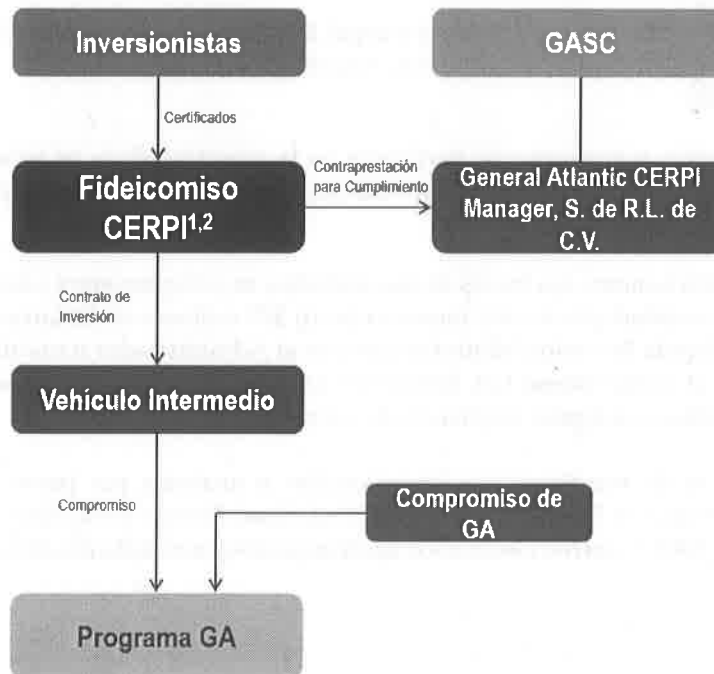 Inversionistas
GASC
Certificados
Fideicomiso
CERPI1,2
Contraprestación
para Cumplimiento
General Atlantic CERPI
Manager, S. de R.L. de
C.V.
Contrato de
Inversión
Vehículo Intermedio
Compromiso
Compromiso de
GA
Programa GA